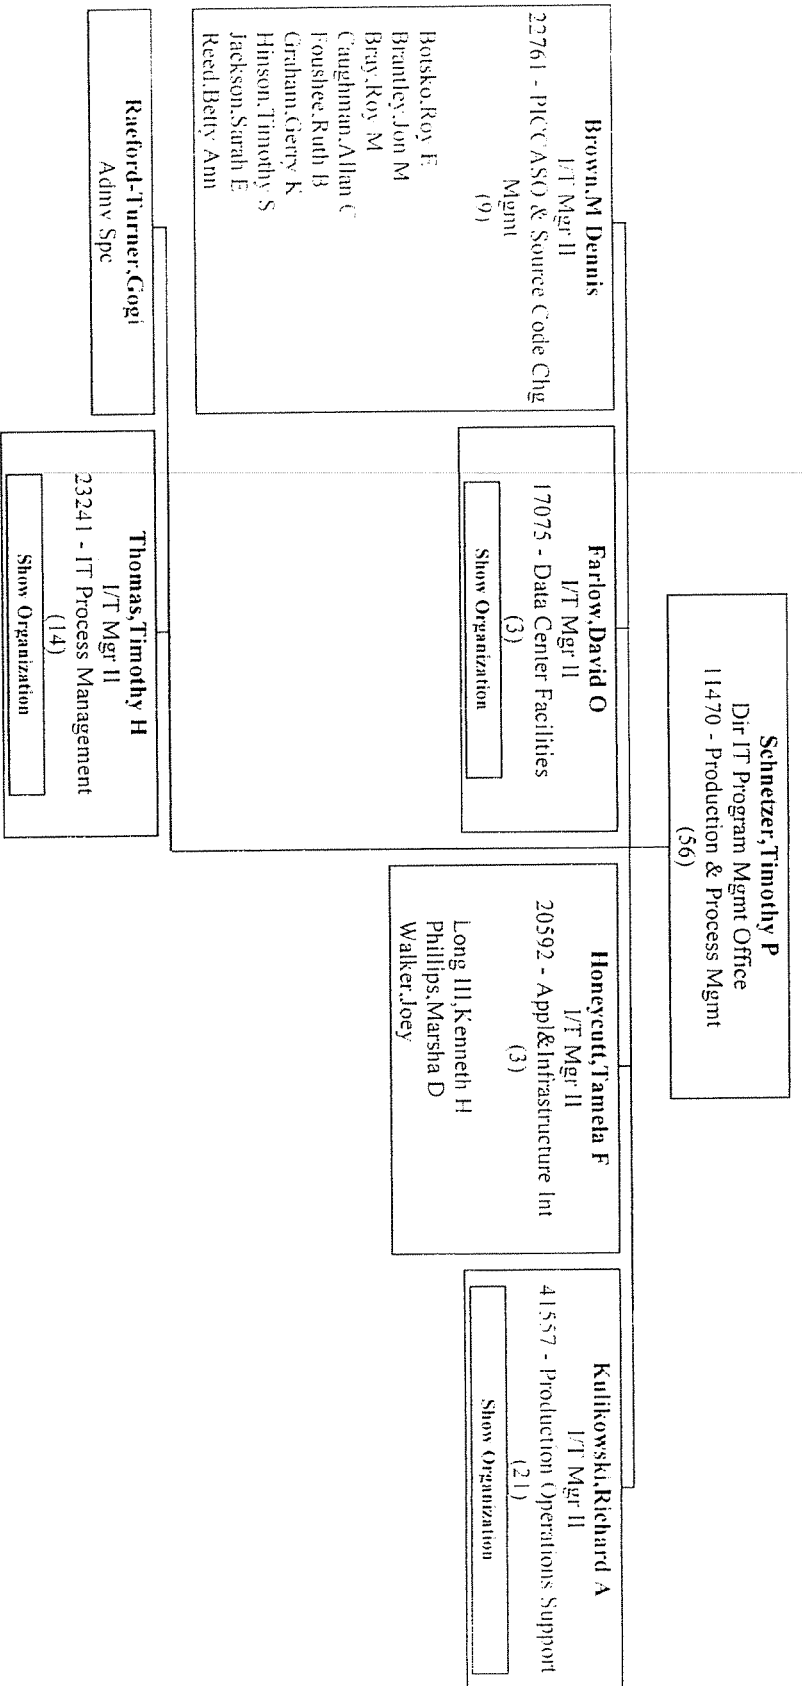 Schnetzer,Timothy P
Dir IT Program Mgmt Office
11470 - Production & Process Mgmt
(56)
Brown,M Dennis
I/T Mgr II
22761 - PICCASO & Source Code Chg
Mgmt
(9)
Botsko,Roy E
Brantley,Jon M
Bray,Roy M
Caughman,Allan C
Foushee,Ruth B
Graham,Gerry K
Hinson,Timothy S
Jackson,Sarah E
Reed,Betty Ann
Farlow,David O
I/T Mgr II
17075 - Data Center Facilities
(3)
Show Organization
Honeycutt,Tamela F
I/T Mgr II
20592 - Appl&Infrastructure Int
(3)
Long III,Kenneth H
Phillips,Marsha D
Walker,Joey
Kulikowski,Richard A
I/T Mgr II
41557 - Production Operations Support
(21)
Show Organization
Raeford-Turner,Gogi
Admv Spc
Thomas,Timothy H
I/T Mgr II
23241 - IT Process Management
(14)
Show Organization